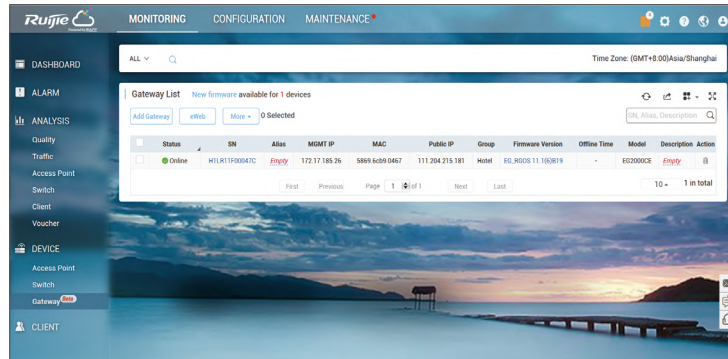 Ruijie
Powered by MACC
MONITORING CONFIGURATION MAINTENANCE
DASHBOARD
ALARM
ANALYSIS
Quality
Traffic
Access Point
Switch
Client
Voucher
DEVICE
Access Point
Switch
Gateway Beta
CLIENT
ALL
Time Zone: (GMT+8:00)Asia/Shanghai
Gateway List New firmware available for 1 devices
Add Gateway eWeb More 0 Selected
SN, Alias, Description
Status SN Alias MGMT IP MAC Public IP Group Firmware Version Offline Time Model Description Action
Online H1LR11F00047C Empty 172.17.185.26 5869.6cb9.0467 111.204.215.181 Hotel EG_RGOS 11.1(6)B19 - EG2000CE Empty
First Previous Page 1 of 1 Next Last 10 1 in total